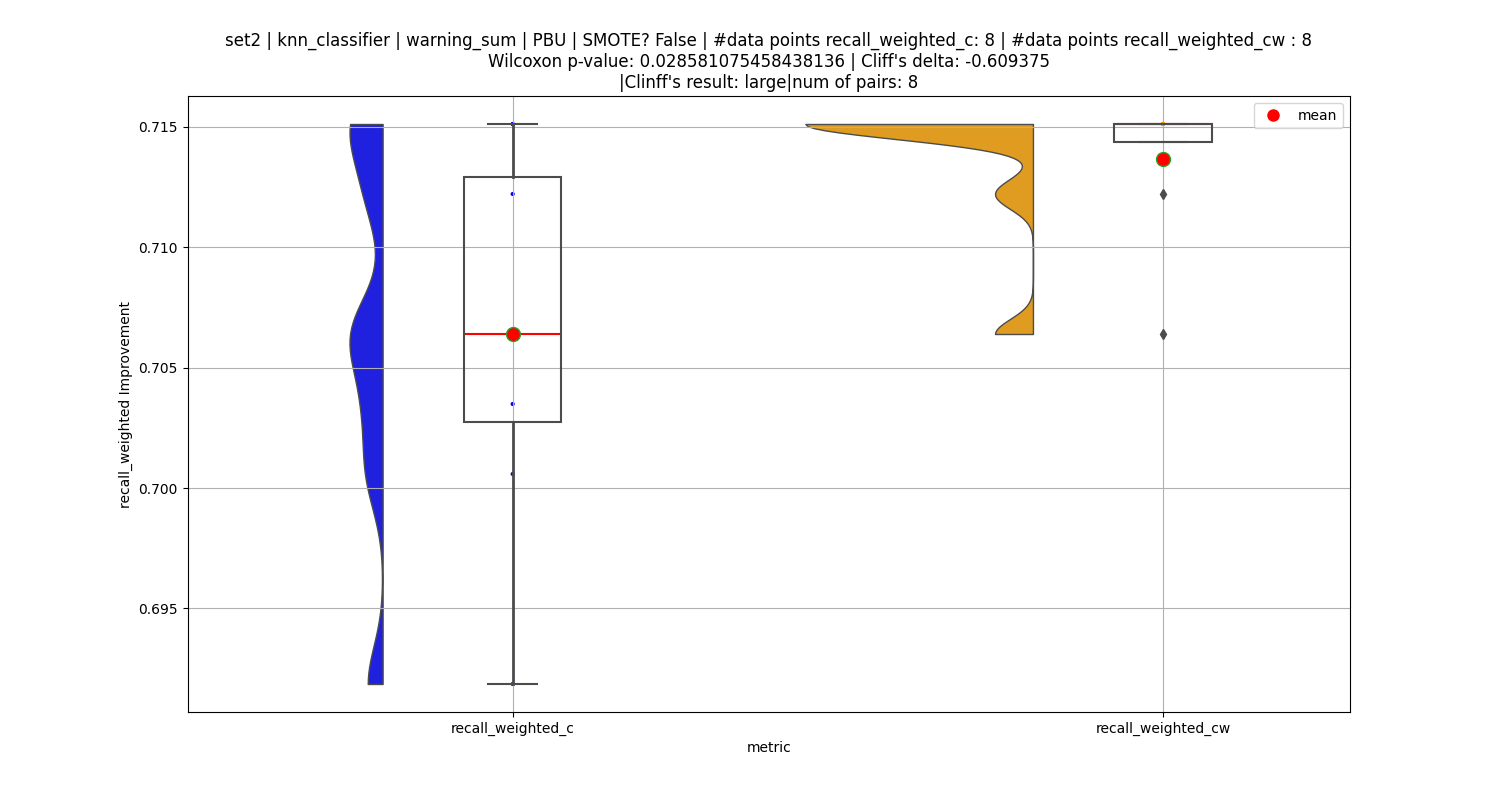 set2 | knn_classifier | warning_sum | PBU | SMOTE? False | #data points recall_weighted_c: 8 | #data points recall_weighted_cw : 8
Wilcoxon p-value: 0.028581075458438136 | Cliff's delta: -0.609375
|Clinff's result: large|num of pairs: 8
mean
0.715
0.710
0.705
0.700
0.695
recall_weighted Improvement
recall_weighted_c
recall_weighted_cw
metric